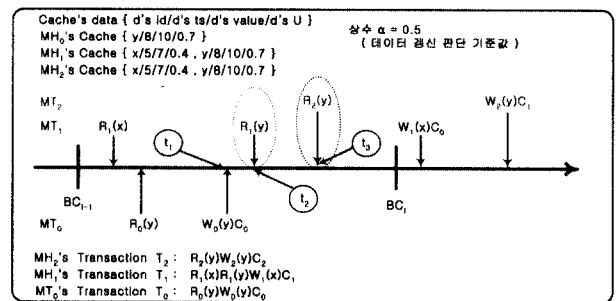 Cache's data { d's id/d's ts/d's value/d's U }
MH₀'s Cache { y/8/10/0.7 }
MH₁'s Cache { x/5/7/0.4 , y/8/10/0.7 }
MH₂'s Cache { x/5/7/0.4 , y/8/10/0.7 }
상수 α = 0.5
( 데이터 갱신 판단 기준값 )
MT₂
R₂(y)
W₂(y)C₁
MT₁
R₁(x)
t₁
R₁(y)
t₃
W₁(x)C₀
BCᵢ₋₁
t₂
BCᵢ
MT₀
R₀(y)
W₀(y)C₀
MH₂'s Transaction T₂ : R₂(y)W₂(y)C₂
MH₁'s Transaction T₁ : R₁(x)R₁(y)W₁(x)C₁
MT₀'s Transaction T₀ : R₀(y)W₀(y)C₀